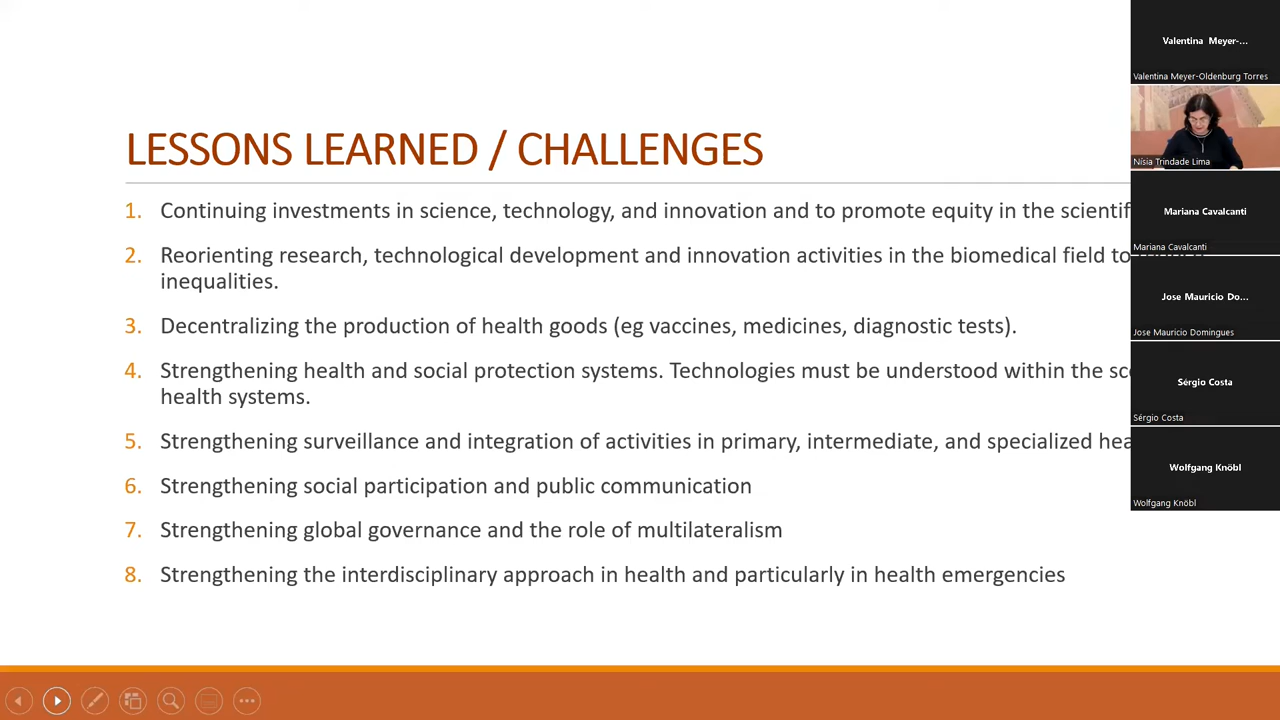 LESSONS LEARNED / CHALLENGES
1. Continuing investments in science, technology, and innovation and to promote equity in the
2. Reorienting research, technological development and innovation activities in the biomedical field to
inequalities.
3. Decentralizing the production of health goods (eg vaccines, medicines, diagnostic tests).
4. Strengthening health and social protection systems. Technologies must be understood within the
health systems.
5. Strengthening surveillance and integration of activities in primary, intermediate, and specialized
6. Strengthening social participation and public communication
7. Strengthening global governance and the role of multilateralism
8. Strengthening the interdisciplinary approach in health and particularly in health emergencies
Valentina Meyer-...
Valentina Meyer-Oldenburg Torres
Nísia Trindade Lima
Mariana Cavalcanti
Mariana Cavalcanti
Jose Mauricio Do...
Jose Mauricio Domingues
Sérgio Costa
Sérgio Costa
Wolfgang Knöbl
Wolfgang Knöbl